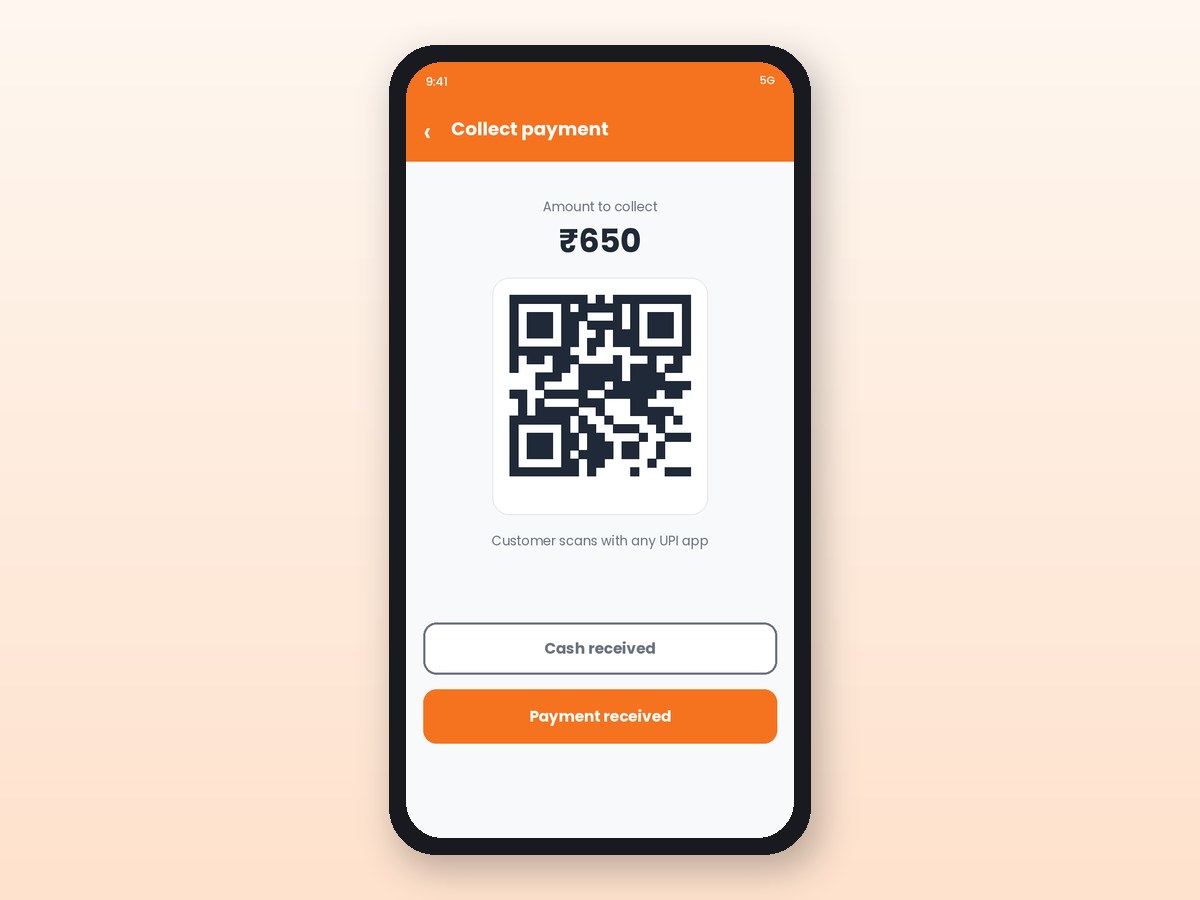 9:41
5G
‹ Collect payment
Amount to collect
₹650
Customer scans with any UPI app
Cash received
Payment received